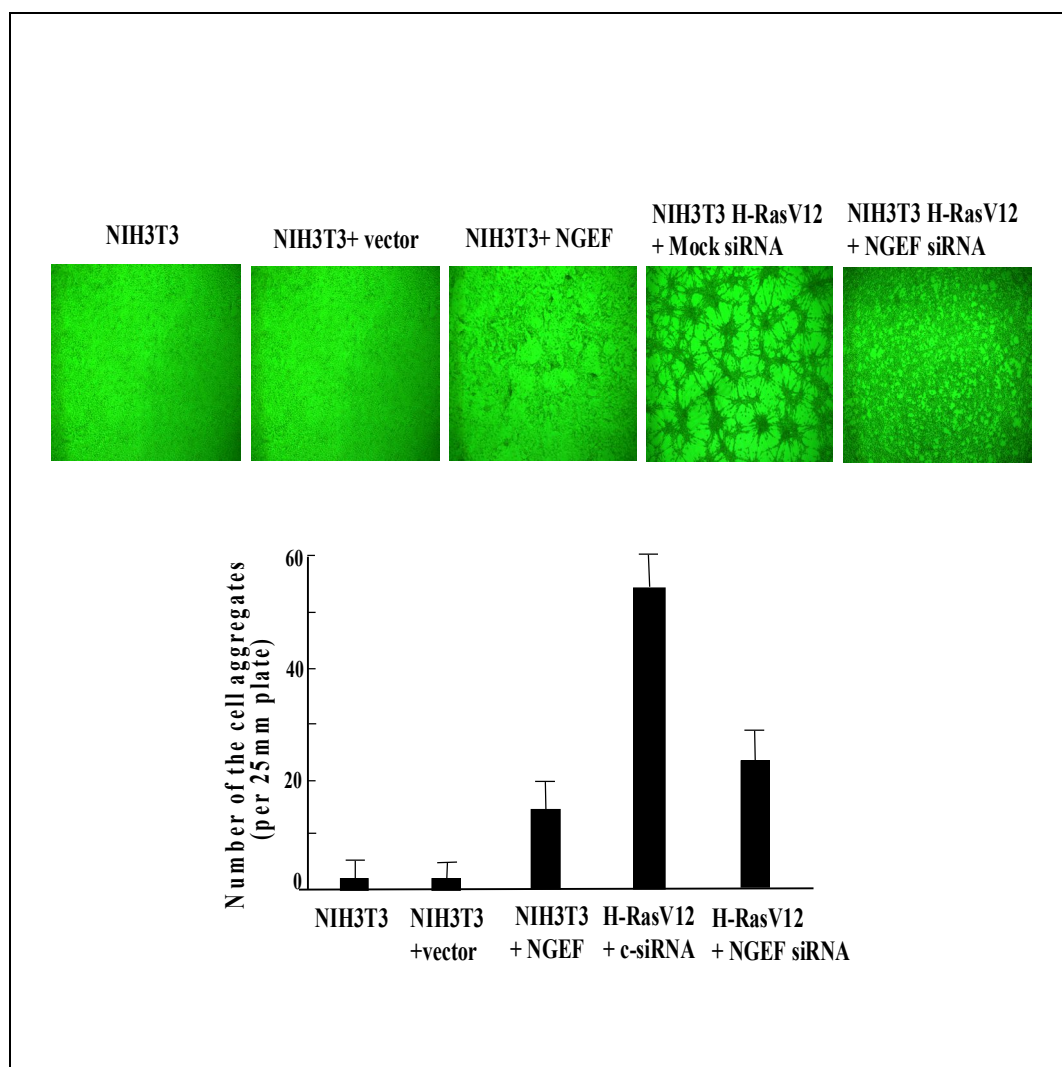 NIH3T3
NIH3T3+ vector
NIH3T3+ NGEF
NIH3T3 H-RasV12
+ Mock siRNA
NIH3T3 H-RasV12
+ NGEF siRNA
Number of the cell aggregates
(per 25mm plate)
60
40
20
0
NIH3T3
NIH3T3
+vector
NIH3T3
+ NGEF
H-RasV12
+ c-siRNA
H-RasV12
+ NGEF siRNA